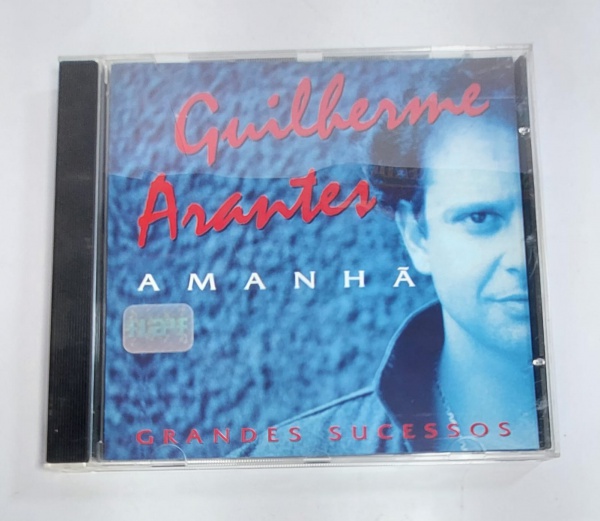 Guilherme
Arantes
AMANHÃ
GRANDES SUCESSOS